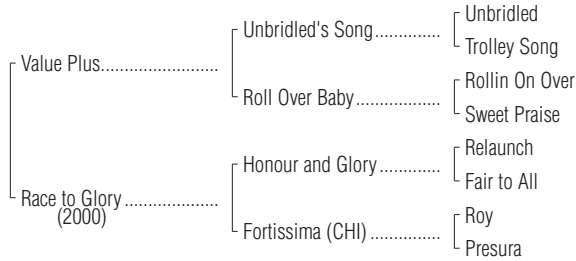 Unbridled
Unbridled's Song
Trolley Song
Value Plus
Rollin On Over
Roll Over Baby
Sweet Praise
Relaunch
Honour and Glory
Fair to All
Race to Glory
(2000)
Roy
Fortissima (CHI)
Presura